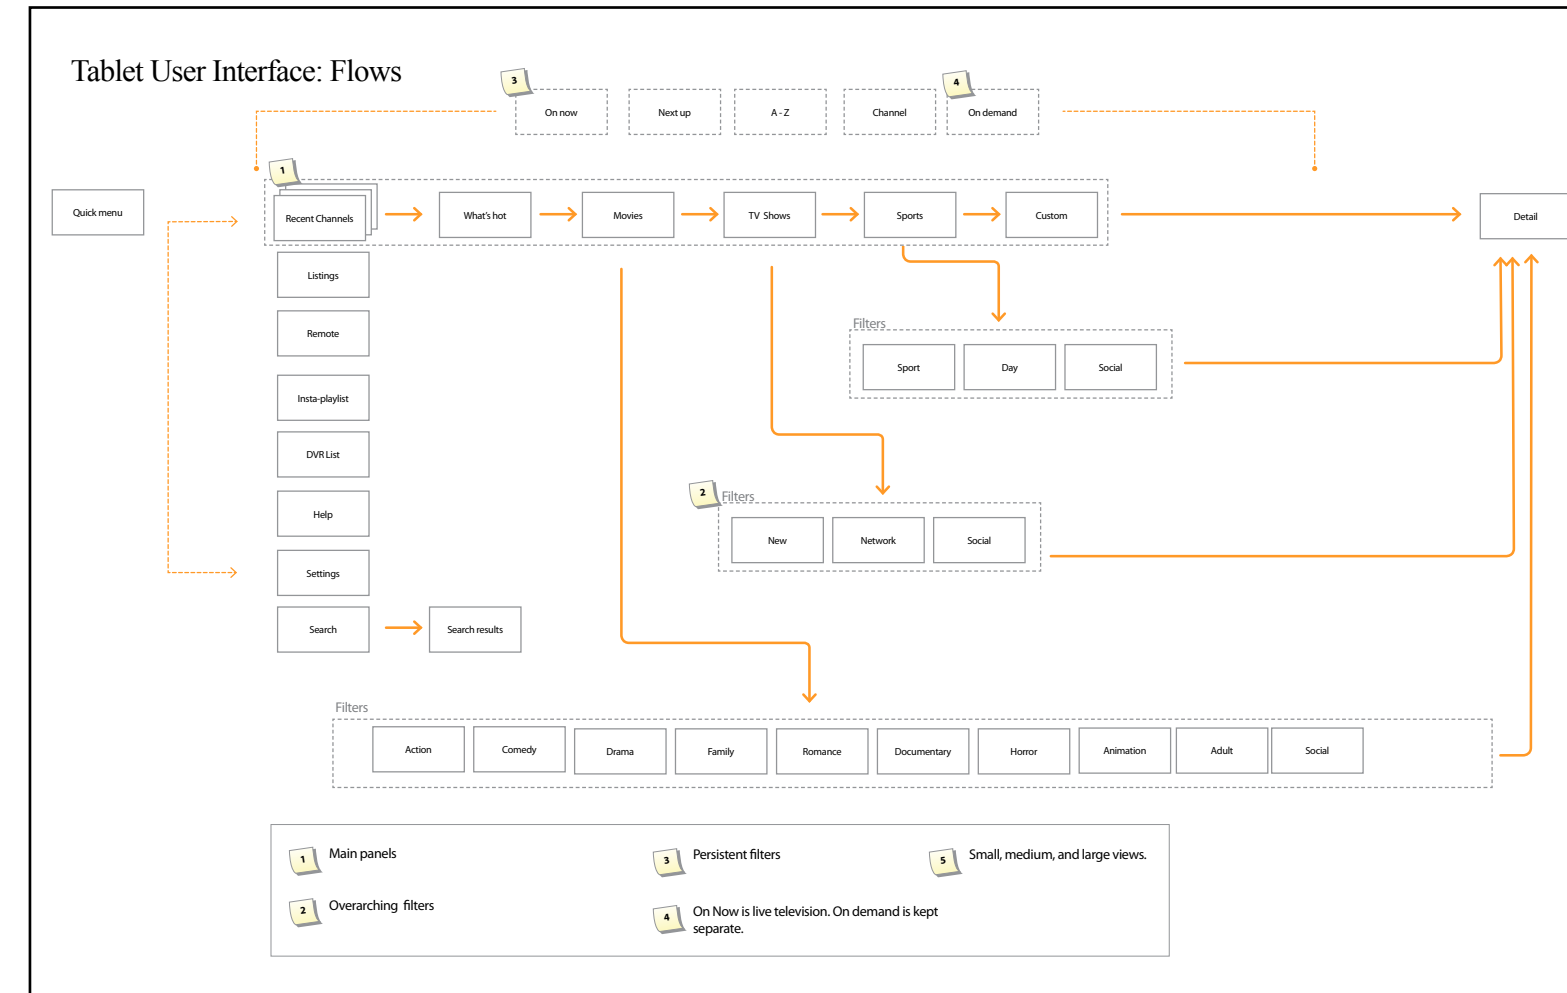 Tablet User Interface: Flows
3
4
On now
Next up
A - Z
Channel
On demand
1
Quick menu
Recent Channels
What's hot
Movies
TV Shows
Sports
Custom
Detail
Listings
Remote
Filters
Sport
Day
Social
Insta-playlist
DVR List
2
Filters
Help
New
Network
Social
Settings
Search
Search results
Filters
Action
Comedy
Drama
Family
Romance
Documentary
Horror
Animation
Adult
Social
1
Main panels
2
Overarching filters
3
Persistent filters
4
On Now is live television. On demand is kept
separate.
5
Small, medium, and large views.